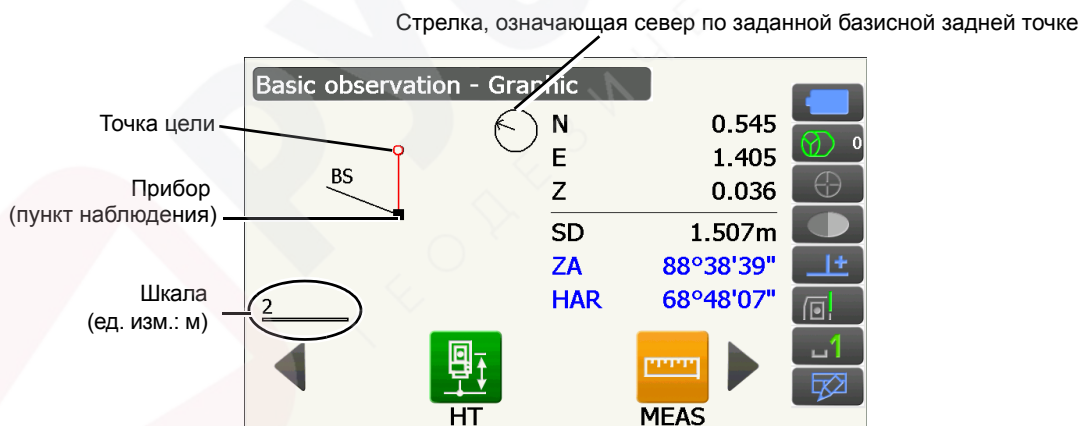 Стрелка, означающая север по заданной базисной задней точке
Basic observation - Graphic
Точка цели
BS
Прибор
(пункт наблюдения)
Шкала
(ед. изм.: м)
2
N 0.545
E 1.405
Z 0.036
SD 1.507m
ZA 88°38'39"
HAR 68°48'07"
0
1
HT
MEAS